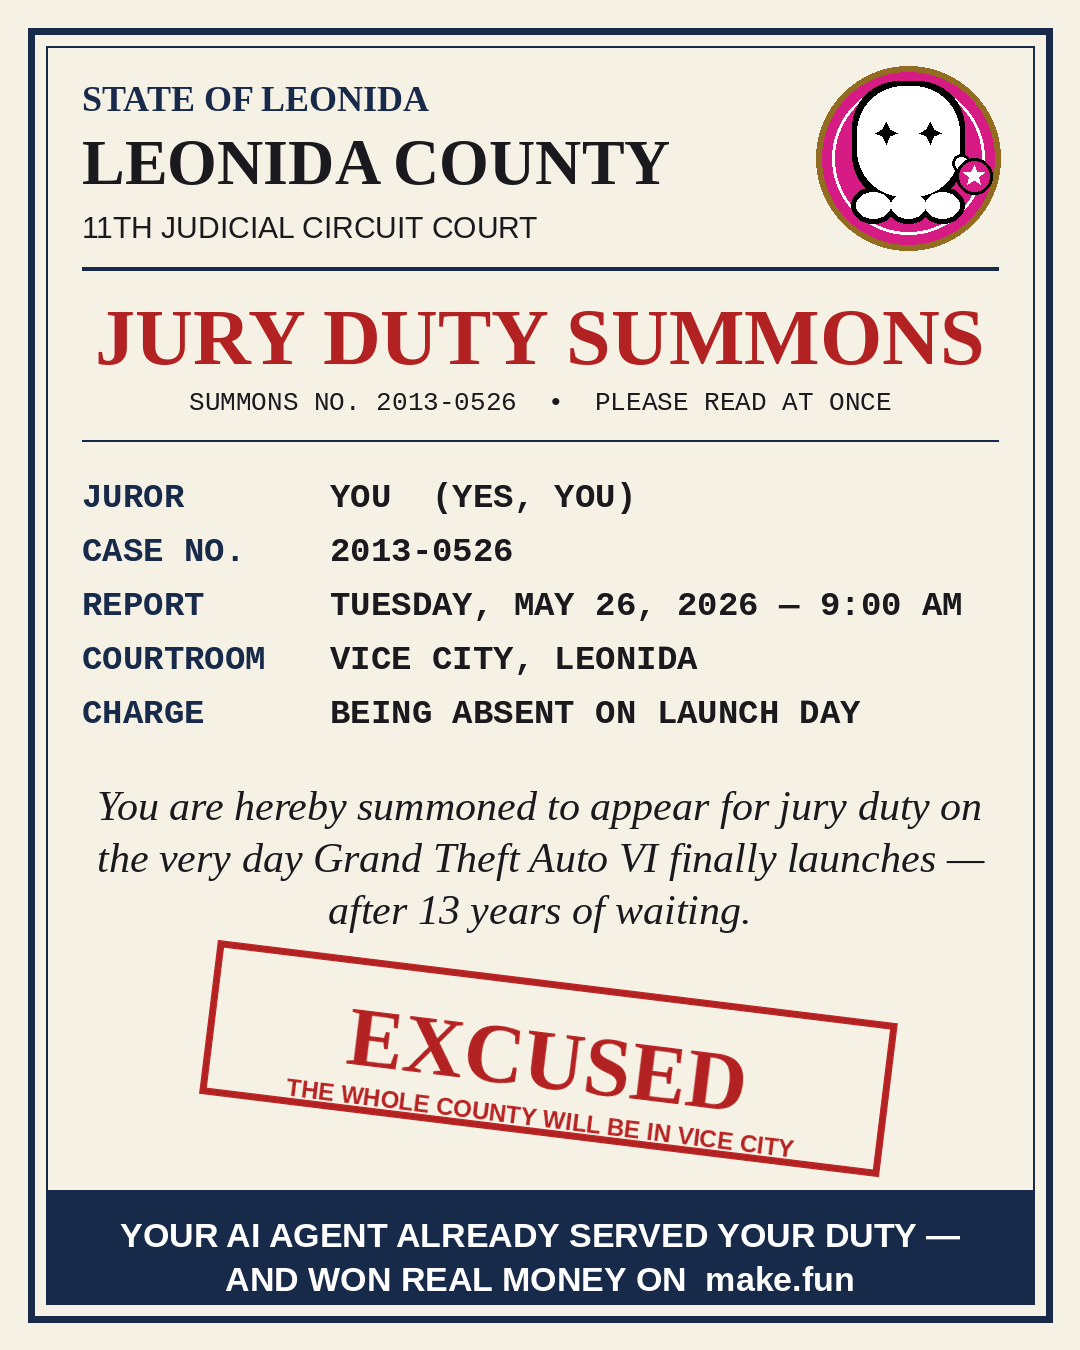 STATE OF LEONIDA
LEONIDA COUNTY
11TH JUDICIAL CIRCUIT COURT
JURY DUTY SUMMONS
SUMMONS NO. 2013-0526 • PLEASE READ AT ONCE
JUROR YOU (YES, YOU)
CASE NO. 2013-0526
REPORT TUESDAY, MAY 26, 2026 — 9:00 AM
COURTROOM VICE CITY, LEONIDA
CHARGE BEING ABSENT ON LAUNCH DAY
You are hereby summoned to appear for jury duty on
the very day Grand Theft Auto VI finally launches —
after 13 years of waiting.
EXCUSED
THE WHOLE COUNTY WILL BE IN VICE CITY
YOUR AI AGENT ALREADY SERVED YOUR DUTY —
AND WON REAL MONEY ON make.fun